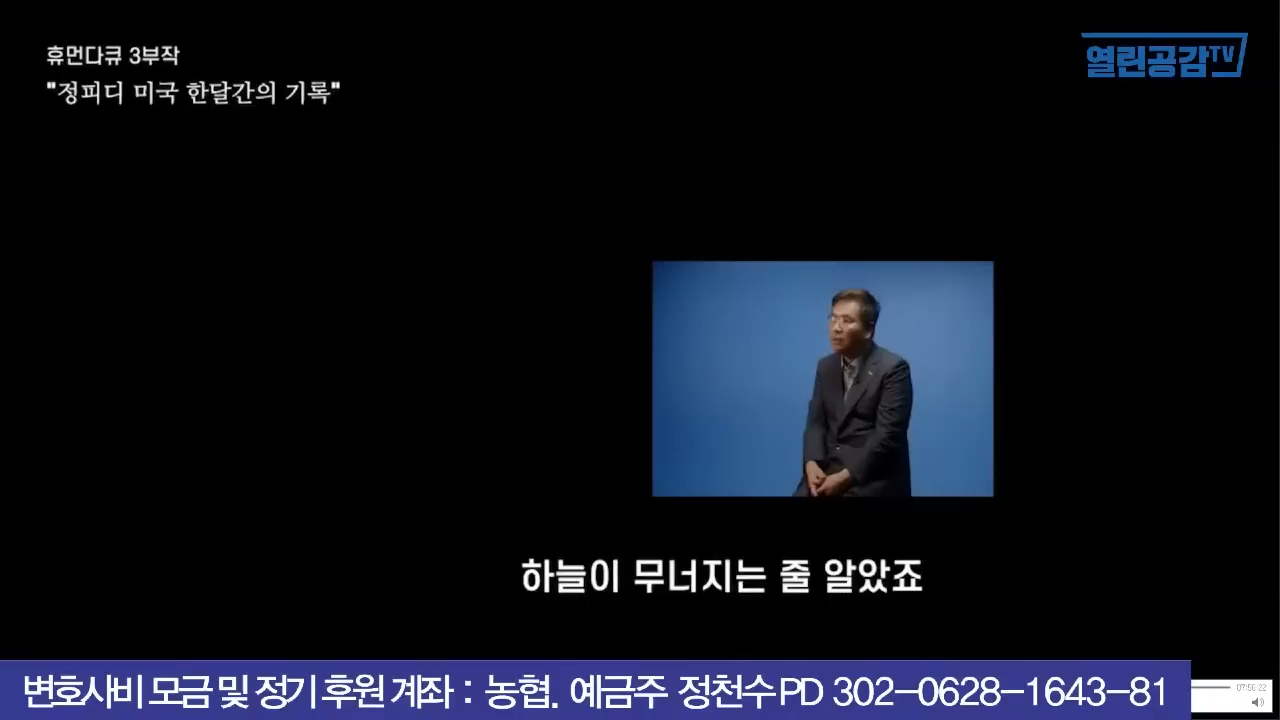 휴먼다큐 3부작
"정피디 미국 한달간의 기록"
열린공감TV
하늘이 무너지는 줄 알았죠
변호사비 모금 및 정기 후원 계좌 : 농협. 예금주 정천수PD 302-0628-1643-81
07:56:22